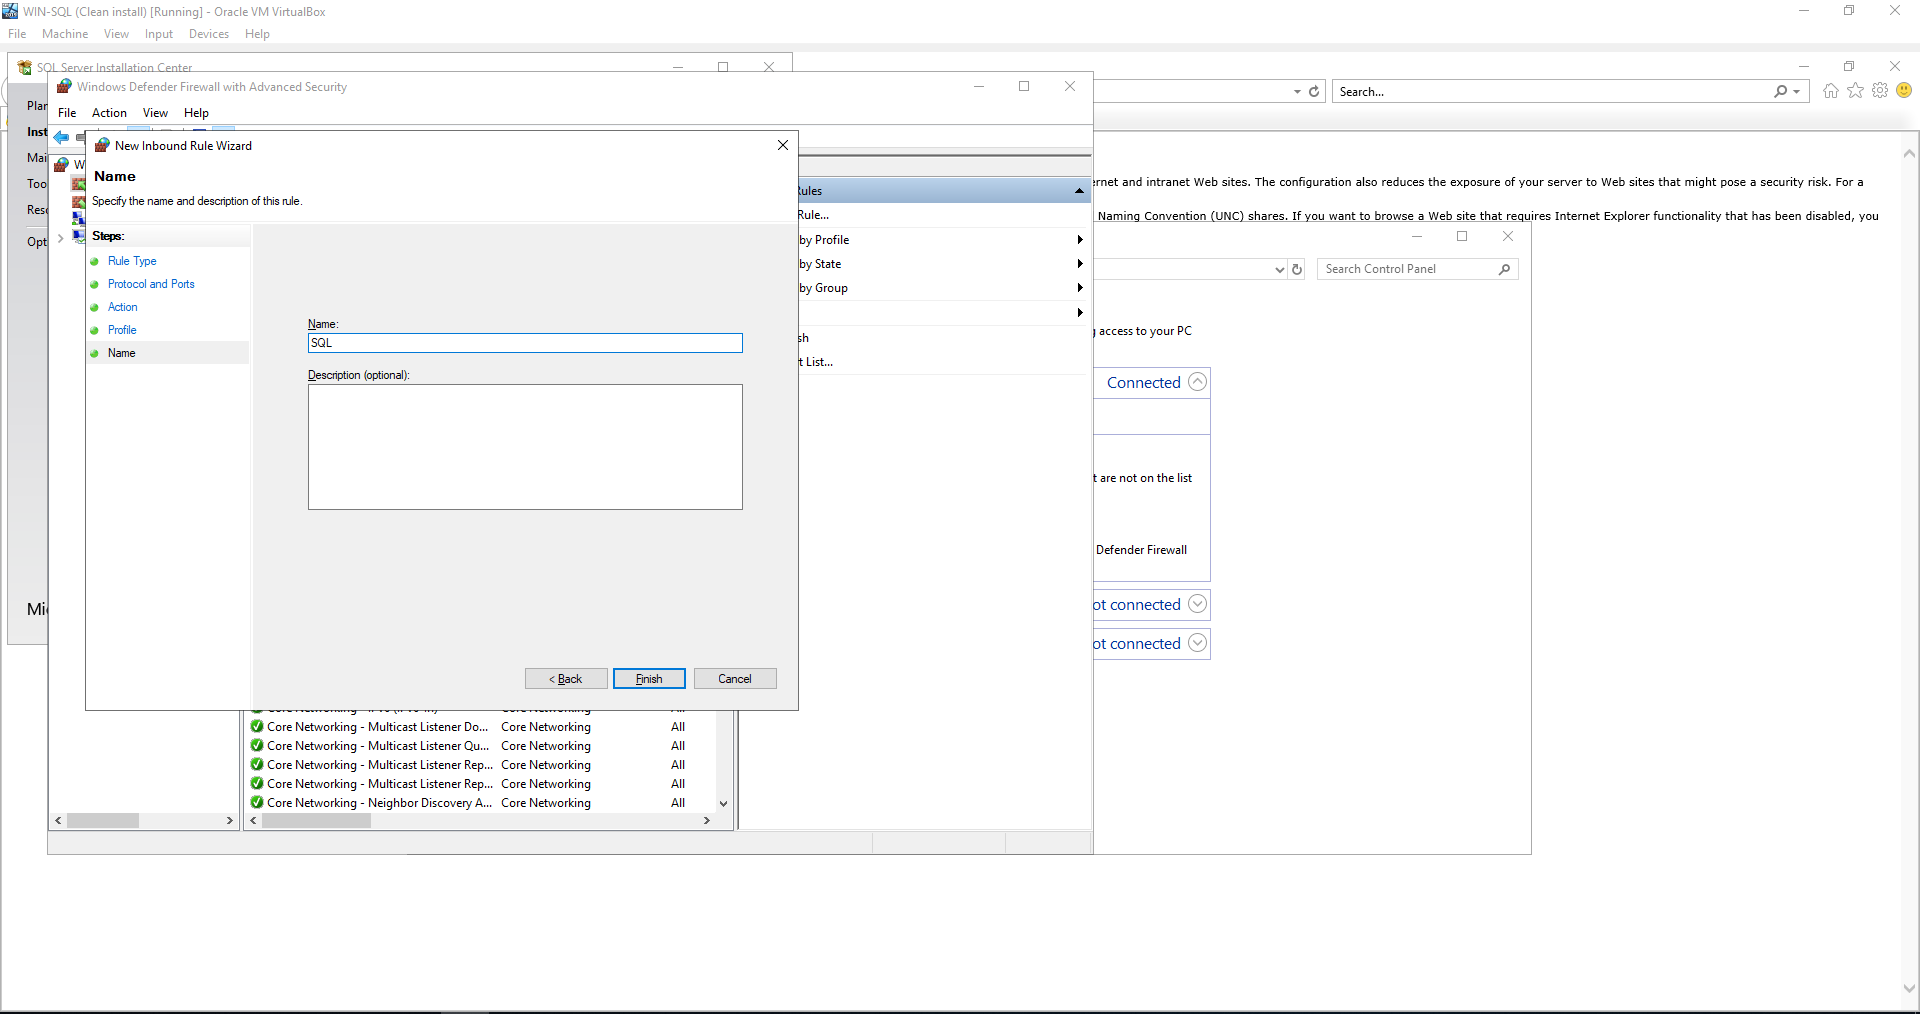 WIN-SQL (Clean install) [Running] - Oracle VM VirtualBox
File Machine View Input Devices Help
SQL Server Installation Center
Windows Defender Firewall with Advanced Security
File Action View Help
Search...
New Inbound Rule Wizard
Name
Specify the name and description of this rule.
Steps:
Rule Type
Protocol and Ports
Action
Profile
Name
Name:
SQL
Description (optional):
< Back Finish Cancel
Rules
Rule...
by Profile
by State
by Group
sh
t List...
ernet and intranet Web sites. The configuration also reduces the exposure of your server to Web sites that might pose a security risk. For a
Naming Convention (UNC) shares. If you want to browse a Web site that requires Internet Explorer functionality that has been disabled, you
Search Control Panel
g access to your PC
Connected
t are not on the list
Defender Firewall
ot connected
ot connected
Plan
Inst
Mai
Too
Reso
Opt
Mic
W
Core Networking - Multicast Listener Do... Core Networking All
Core Networking - Multicast Listener Qu... Core Networking All
Core Networking - Multicast Listener Rep... Core Networking All
Core Networking - Multicast Listener Rep... Core Networking All
Core Networking - Neighbor Discovery A... Core Networking All